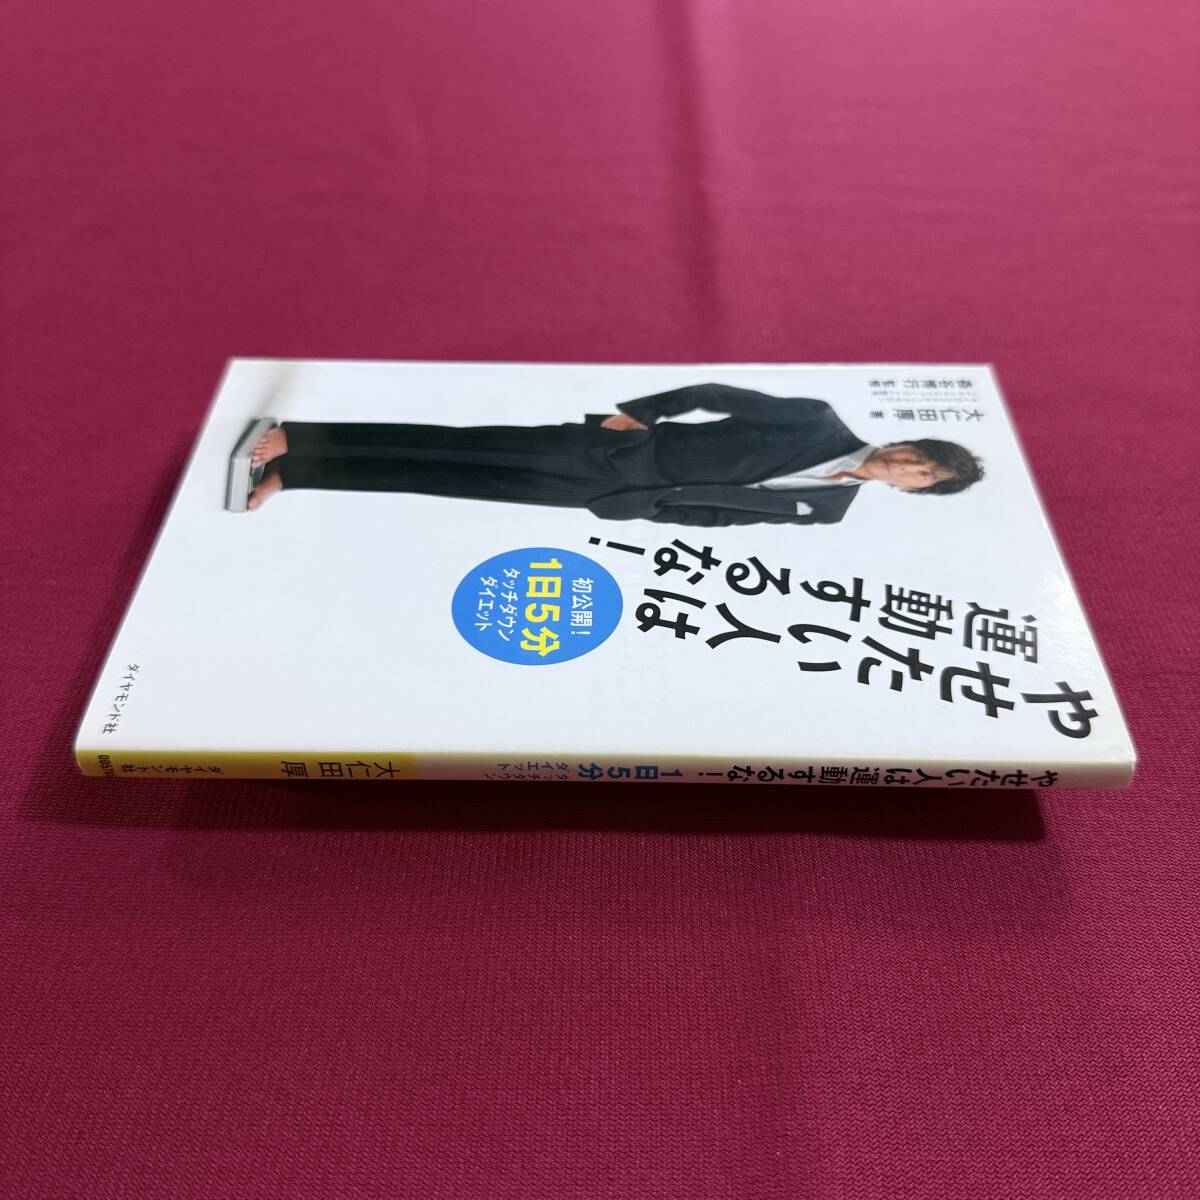 やせたい人は
運動するな!
大仁田厚 著
初公開!
1日5分
タッチダウン
ダイエット
ダイヤモンド社
やせたい人は運動するな!
1日5分
タッチダウン
ダイエット
大仁田厚
ダイヤモンド社